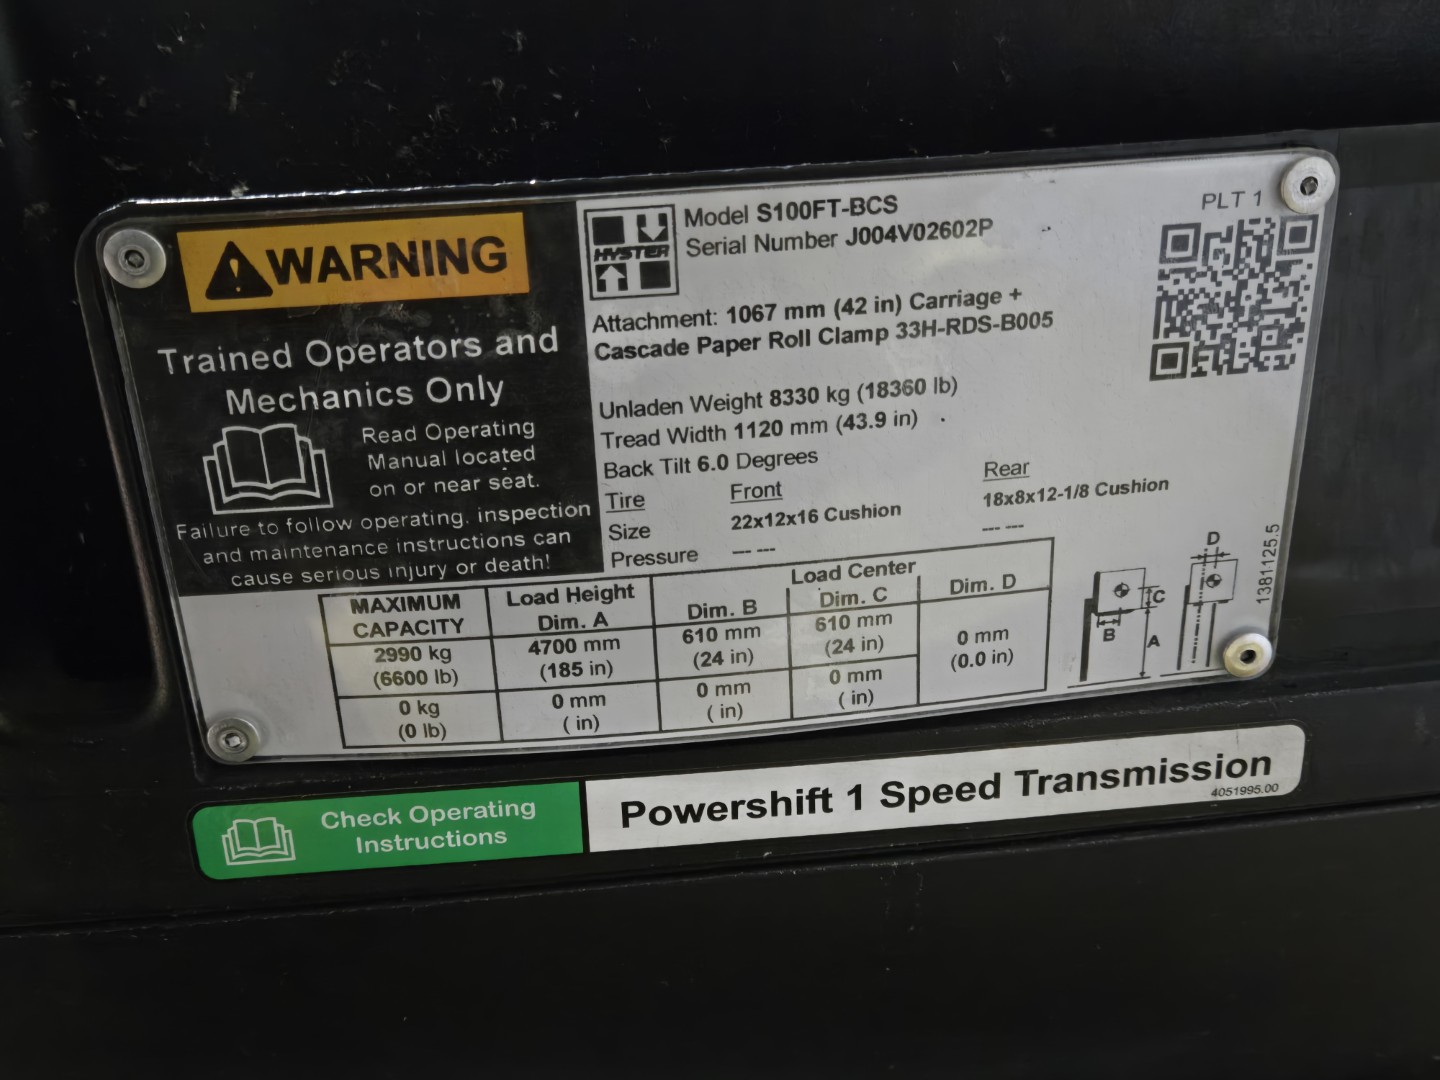 WARNING
Trained Operators and
Mechanics Only
Read Operating
Manual located
on or near seat.
Failure to follow operating, inspection
and maintenance instructions can
cause serious injury or death!
HYSTER
Model S100FT-BCS
Serial Number J004V02602P
PLT 1
Attachment: 1067 mm (42 in) Carriage +
Cascade Paper Roll Clamp 33H-RDS-B005
Unladen Weight 8330 kg (18360 lb)
Tread Width 1120 mm (43.9 in)
Back Tilt 6.0 Degrees
Tire Front Rear
Size 22x12x16 Cushion 18x8x12-1/8 Cushion
Pressure --- --- --- ---
MAXIMUM CAPACITY
Load Height Dim. A
Load Center
Dim. B Dim. C Dim. D
2990 kg 4700 mm 610 mm 610 mm 0 mm
(6600 lb) (185 in) (24 in) (24 in) (0.0 in)
0 kg 0 mm 0 mm 0 mm
(0 lb) ( in) ( in) ( in)
B C A D
1381125.5
Check Operating
Instructions
Powershift 1 Speed Transmission
4051995.00